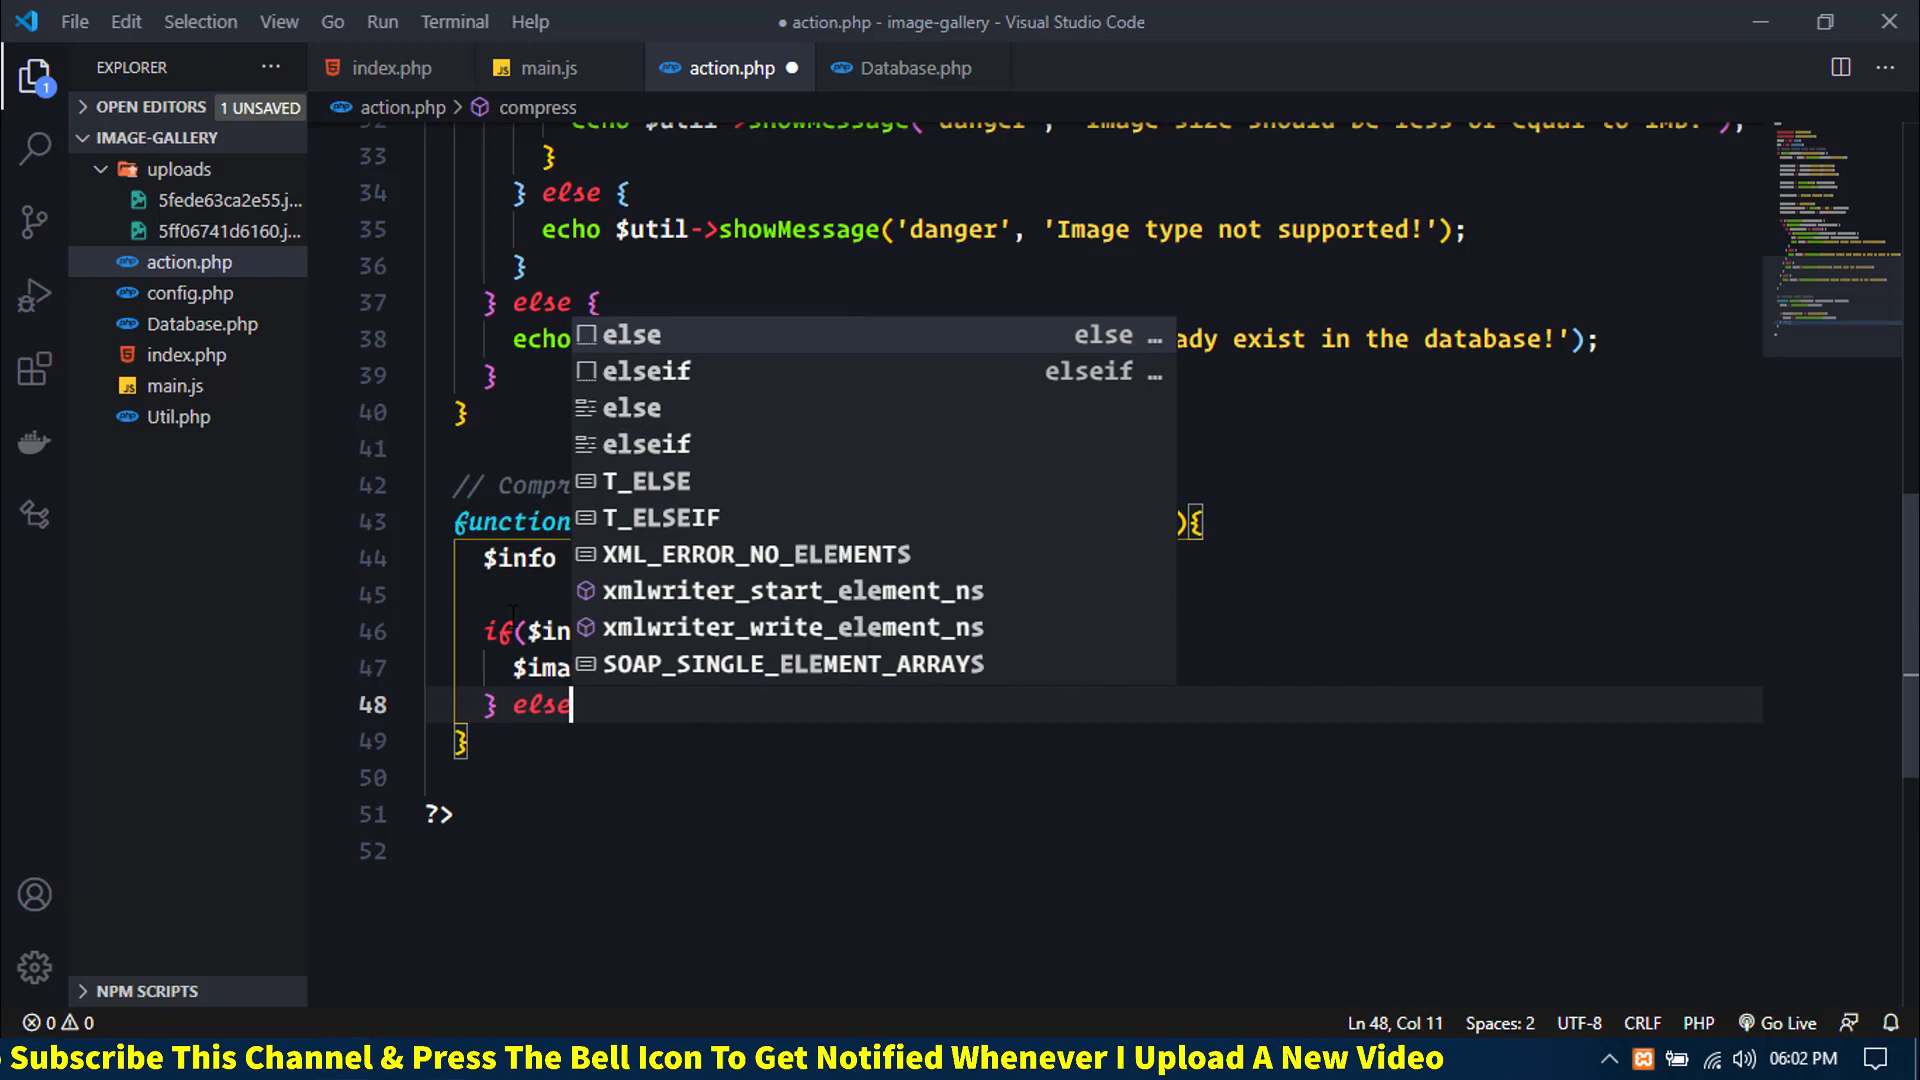 File Edit Selection View Go Run Terminal Help
● action.php - image-gallery - Visual Studio Code
EXPLORER
index.php
main.js
action.php
Database.php
OPEN EDITORS 1 UNSAVED
action.php > compress
IMAGE-GALLERY
uploads
5fede63ca2e55.j...
5ff06741d6160.j...
action.php
config.php
Database.php
index.php
main.js
Util.php
NPM SCRIPTS
1
33 }
34 } else {
35 echo $util->showMessage('danger', 'Image type not supported!');
36 }
37 } else {
38 echo ady exist in the database!');
39 }
40 }
41
42 // Compr
43 function ){
44 $info
45
46 if($in
47 $ima
48 } else
49 }
50
51 ?>
52
else else ...
elseif elseif ...
else
elseif
T_ELSE
T_ELSEIF
XML_ERROR_NO_ELEMENTS
xmlwriter_start_element_ns
xmlwriter_write_element_ns
SOAP_SINGLE_ELEMENT_ARRAYS
0 0
Ln 48, Col 11 Spaces: 2 UTF-8 CRLF PHP Go Live
Subscribe This Channel & Press The Bell Icon To Get Notified Whenever I Upload A New Video
06:02 PM